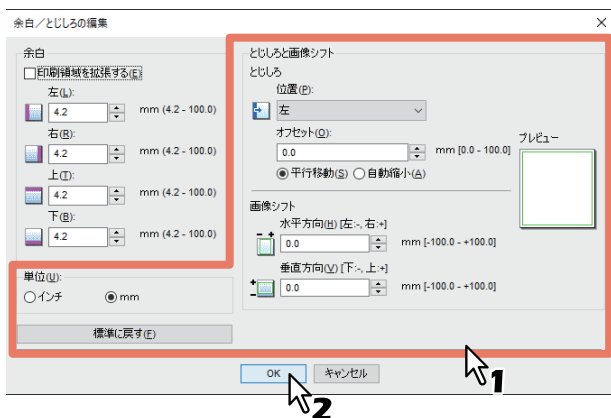 余白／とじしろの編集
余白
印刷領域を拡張する(E)
左(L):
4.2 mm (4.2 - 100.0)
右(R):
4.2 mm (4.2 - 100.0)
上(T):
4.2 mm (4.2 - 100.0)
下(B):
4.2 mm (4.2 - 100.0)
単位(U):
インチ mm
標準に戻す(F)
とじしろと画像シフト
とじしろ
位置(P):
左
オフセット(O):
0.0 mm [0.0 - 100.0]
平行移動(S) 自動縮小(A)
プレビュー
画像シフト
水平方向(H) [左:-, 右:+]
- +
0.0 mm [-100.0 - +100.0]
垂直方向(V) [下:-, 上:+]
+
-
0.0 mm [-100.0 - +100.0]
1
OK キャンセル
2